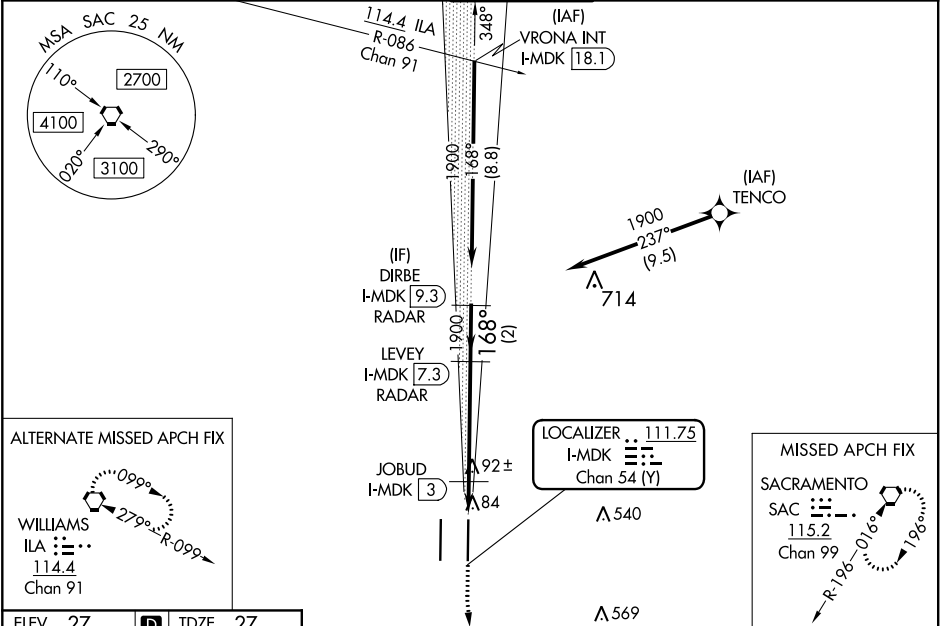 MSA SAC 25 NM
110°
2700
4100
020°
3100
290°
114.4 ILA
R-086
Chan 91
348°
(IAF)
VRONA INT
I-MDK 18.1
1900
168°
(8.8)
(IAF)
TENCO
1900
237°
(9.5)
714
(IF)
DIRBE
I-MDK 9.3
RADAR
1900
168°
(2)
LEVEY
I-MDK 7.3
RADAR
JOBUD
I-MDK 3
92±
84
LOCALIZER 111.75
I-MDK
Chan 54 (Y)
540
569
ALTERNATE MISSED APCH FIX
099°
279°
R-099
WILLIAMS
ILA
114.4
Chan 91
MISSED APCH FIX
SACRAMENTO
SAC
115.2
Chan 99
R-196
016°
196°
ELEV 27
D
TDZE 27